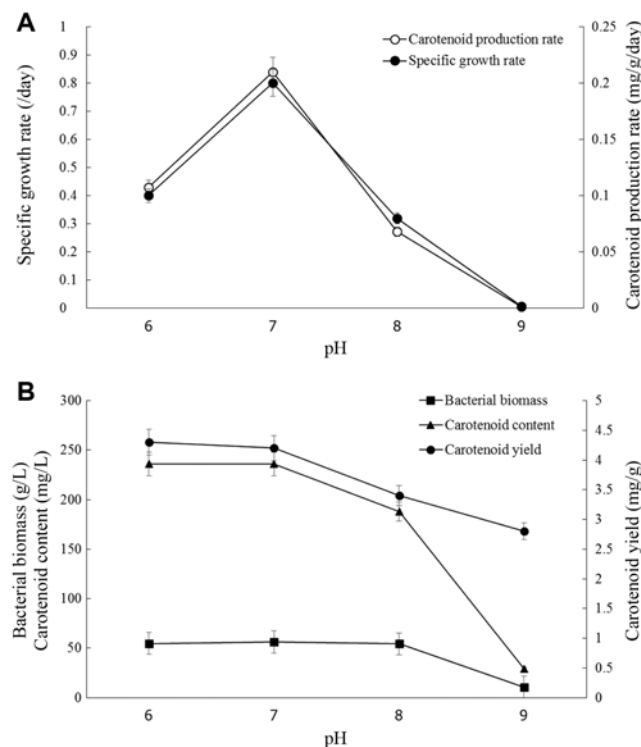 A
Carotenoid production rate
Specific growth rate
Specific growth rate (/day)
1
0.9
0.8
0.7
0.6
0.5
0.4
0.3
0.2
0.1
0
0.25
0.2
0.15
0.1
0.05
0
Carotenoid production rate (mg/g/day)
6 7 8 9
pH
B
Bacterial biomass
Carotenoid content
Carotenoid yield
Bacterial biomass (g/L)
Carotenoid content (mg/L)
300
250
200
150
100
50
0
5
4.5
4
3.5
3
2.5
2
1.5
1
0.5
0
Carotenoid yield (mg/g)
6 7 8 9
pH